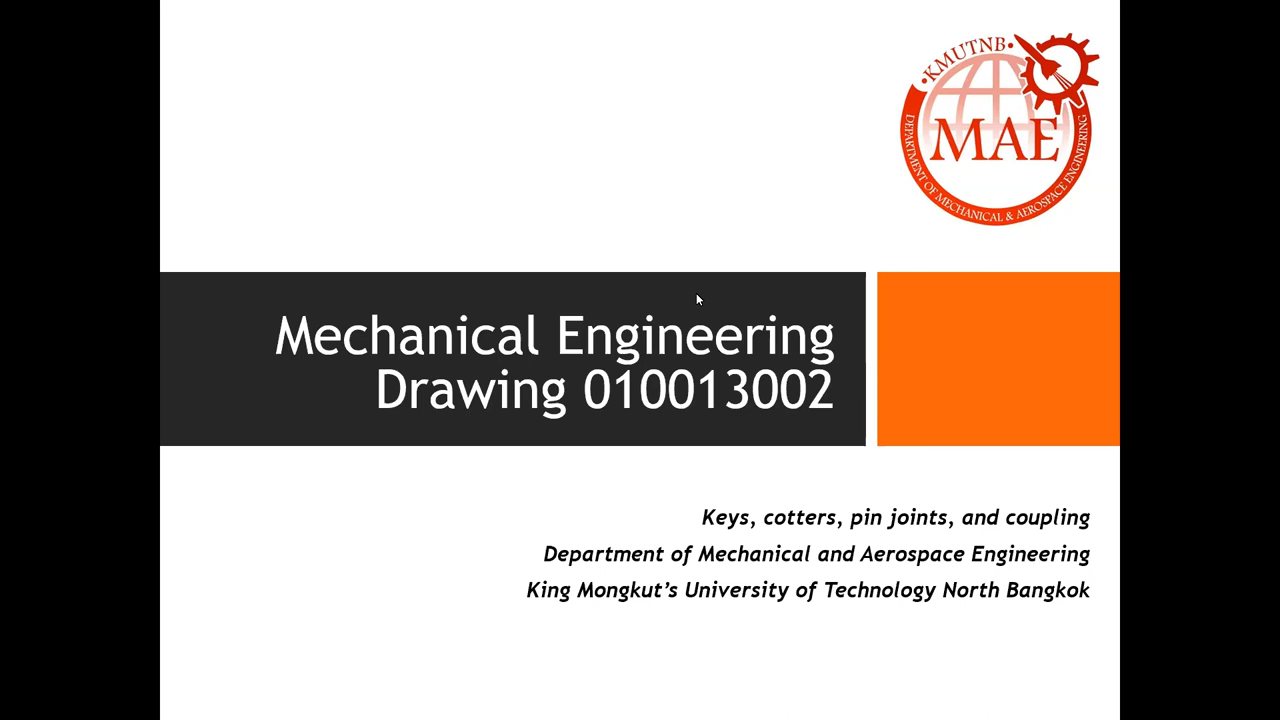 •KMUTNB•
MAE
DEPARTMENT OF MECHANICAL & AEROSPACE ENGINEERING
Mechanical Engineering
Drawing 010013002
Keys, cotters, pin joints, and coupling
Department of Mechanical and Aerospace Engineering
King Mongkut’s University of Technology North Bangkok